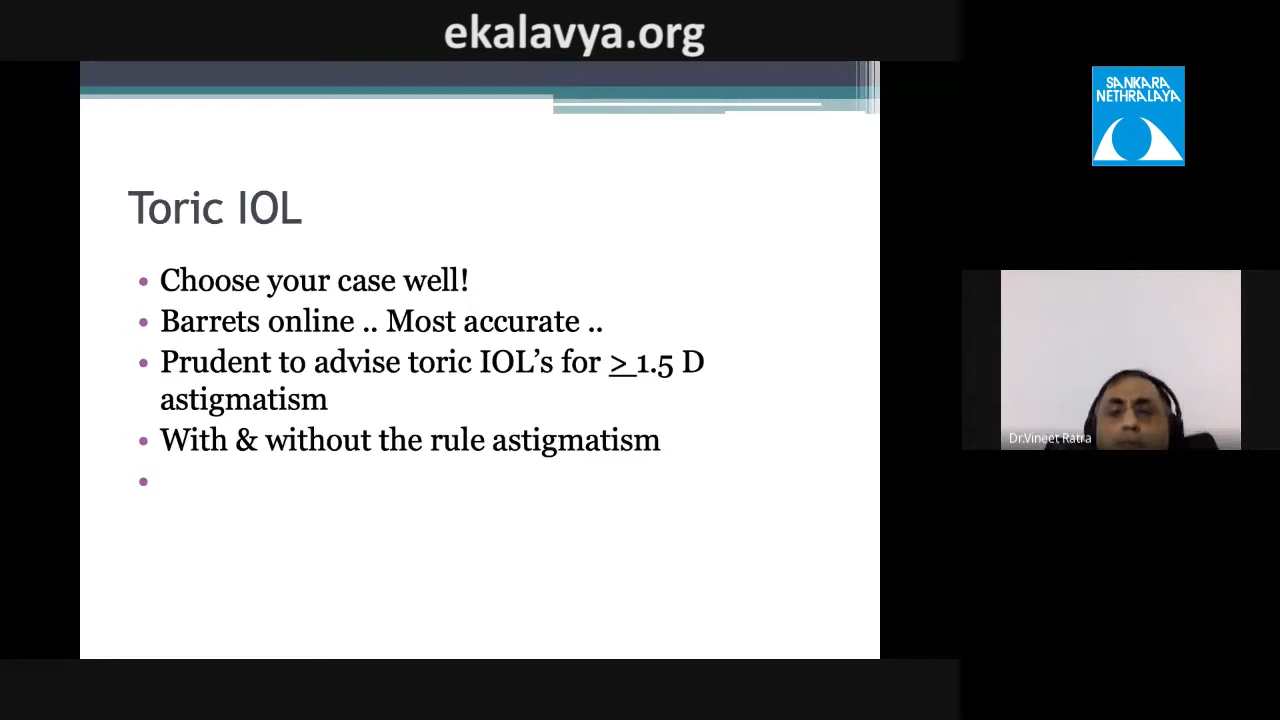 ekalavya.org
SANKARA
NETHRALAYA
Toric IOL
• Choose your case well!
• Barrets online .. Most accurate ..
• Prudent to advise toric IOL’s for > 1.5 D
astigmatism
• With & without the rule astigmatism
•
Dr.Vineet Ratra